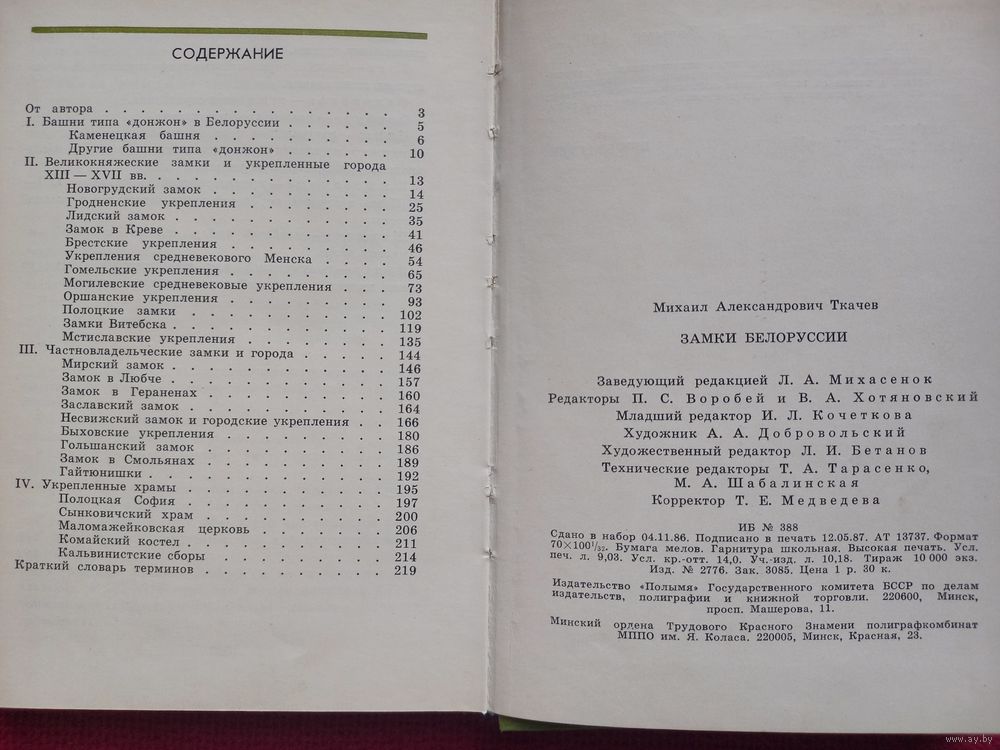 СОДЕРЖАНИЕ
От автора . . . . . . . . . . . . . . . 3
I. Башни типа «донжон» в Белоруссии . . . . . . 5
Каменецкая башня . . . . . . . . . . 6
Другие башни типа «донжон» . . . . . . 10
II. Великокняжеские замки и укрепленные города
XIII — XVII вв. . . . . . . . . . . . . . 13
Новогрудский замок . . . . . . . . . . 14
Гродненские укрепления . . . . . . . . 25
Лидский замок . . . . . . . . . . . . 35
Замок в Креве . . . . . . . . . . . . 41
Брестские укрепления . . . . . . . . . 46
Укрепления средневекового Менска . . . . 54
Гомельские укрепления . . . . . . . . . 65
Могилевские средневековые укрепления . . . 73
Оршанские укрепления . . . . . . . . . 93
Полоцкие замки . . . . . . . . . . . 102
Замки Витебска . . . . . . . . . . . . 119
Мстиславские укрепления . . . . . . . . 135
III. Частновладельческие замки и города . . . . . 144
Мирский замок . . . . . . . . . . . . 146
Замок в Любче . . . . . . . . . . . . 157
Замок в Гераненах . . . . . . . . . . 160
Заславский замок . . . . . . . . . . . 164
Несвижский замок и городские укрепления . . 166
Быховские укрепления . . . . . . . . . 180
Гольшанский замок . . . . . . . . . . 186
Замок в Смольянах . . . . . . . . . . 189
Гайтюнишки . . . . . . . . . . . . . 192
IV. Укрепленные храмы . . . . . . . . . . . 195
Полоцкая София . . . . . . . . . . . 197
Сынковичский храм . . . . . . . . . . 200
Маломажейковская церковь . . . . . . . 206
Комайский костел . . . . . . . . . . . 211
Кальвинистские сборы . . . . . . . . . 214
Краткий словарь терминов . . . . . . . . . . 219
Михаил Александрович Ткачев
ЗАМКИ БЕЛОРУССИИ
Заведующий редакцией Л. А. Михасенок
Редакторы П. С. Воробей и В. А. Хотяновский
Младший редактор И. Л. Кочеткова
Художник А. А. Добровольский
Художественный редактор Л. И. Бетанов
Технические редакторы Т. А. Тарасенко,
М. А. Шабалинская
Корректор Т. Е. Медведева
ИБ № 388
Сдано в набор 04.11.86. Подписано в печать 12.05.87. АТ 13737. Формат
70×100¹/₃₂. Бумага мелов. Гарнитура школьная. Высокая печать. Усл.
печ. л. 9,03. Усл. кр.-отт. 14,0. Уч.-изд. л. 10,18. Тираж 10 000 экз.
Изд. № 2776. Зак. 3085. Цена 1 р. 30 к.
Издательство «Полымя» Государственного комитета БССР по делам
издательств, полиграфии и книжной торговли. 220600, Минск,
просп. Машерова, 11.
Минский ордена Трудового Красного Знамени полиграфкомбинат
МППО им. Я. Коласа. 220005, Минск, Красная, 23.
www.ay.by